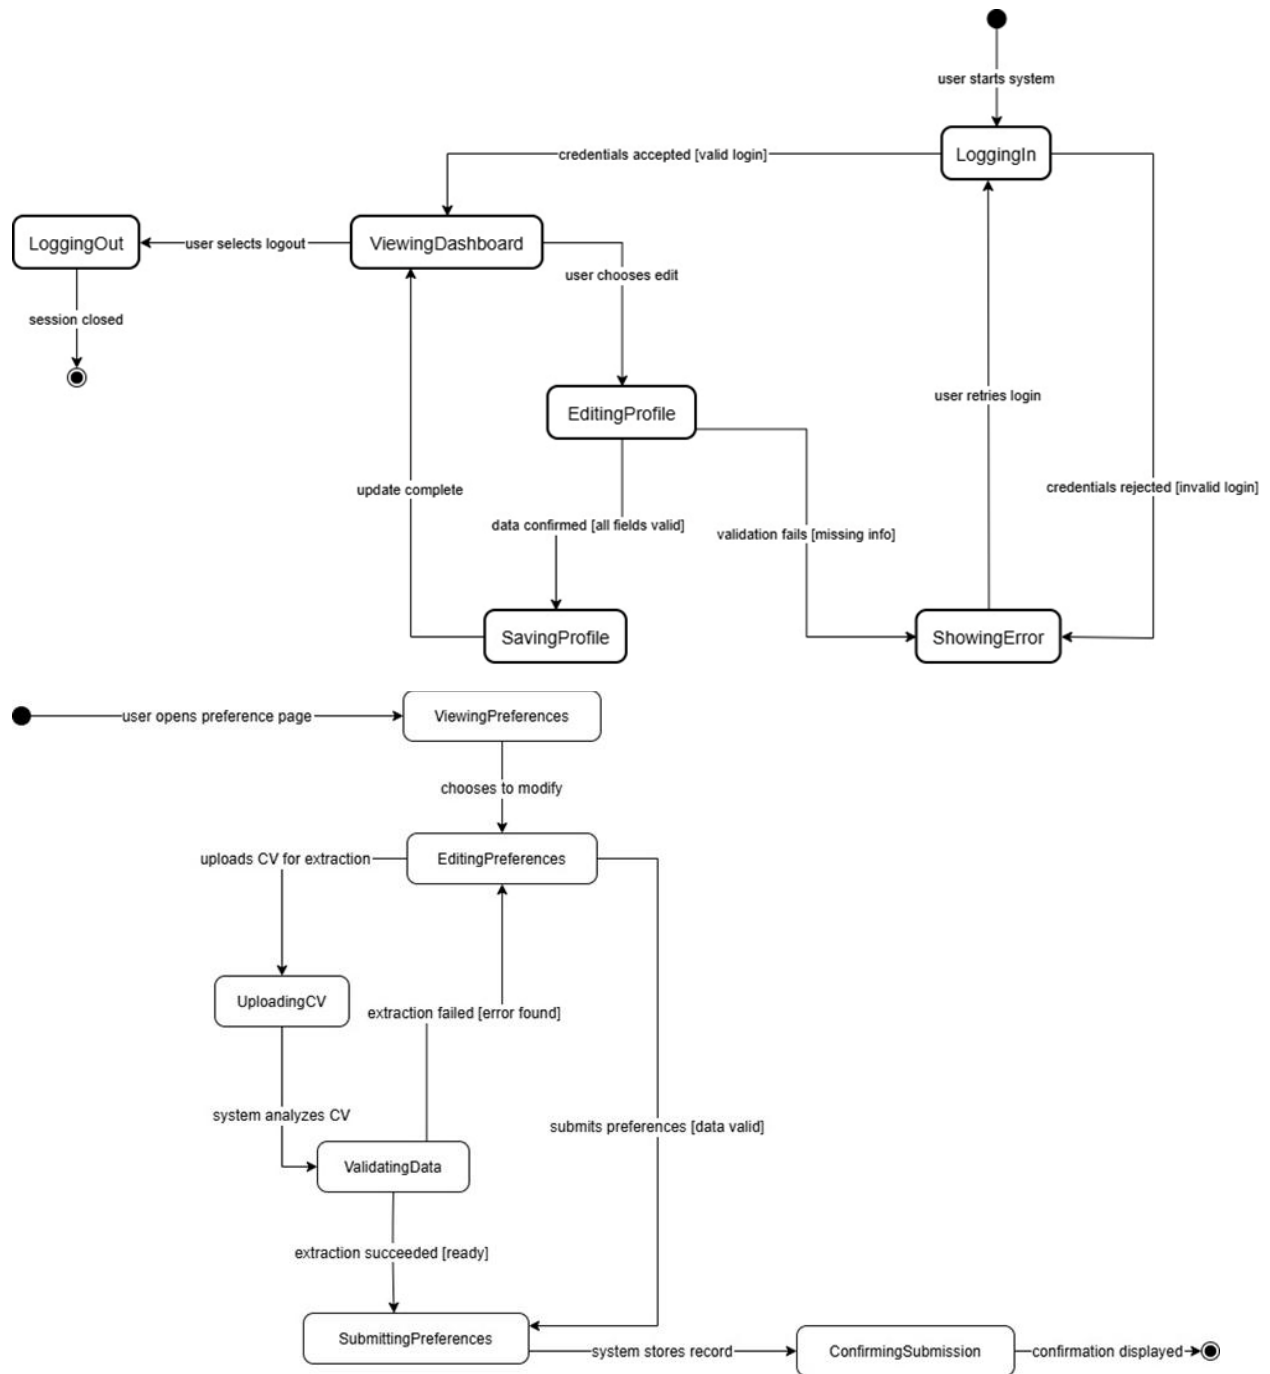 user starts system
LoggingIn
credentials accepted [valid login]
LoggingOut
user selects logout
ViewingDashboard
user chooses edit
session closed
EditingProfile
user retries login
update complete
credentials rejected [invalid login]
data confirmed [all fields valid]
validation fails [missing info]
SavingProfile
ShowingError
user opens preference page
ViewingPreferences
chooses to modify
uploads CV for extraction
EditingPreferences
UploadingCV
extraction failed [error found]
system analyzes CV
submits preferences [data valid]
ValidatingData
extraction succeeded [ready]
SubmittingPreferences
system stores record
ConfirmingSubmission
confirmation displayed